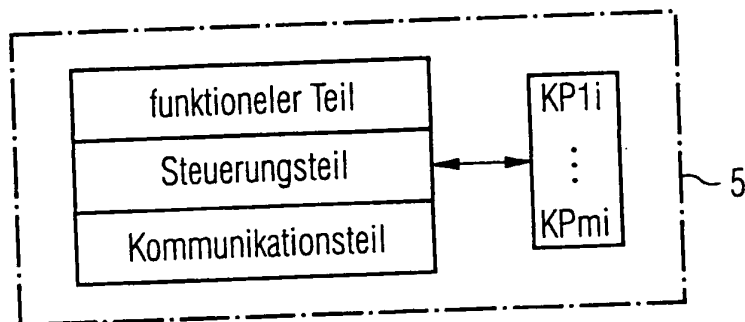 funktioneler Teil
Steuerungsteil
Kommunikationsteil
KP1i
⋮
KPmi
5